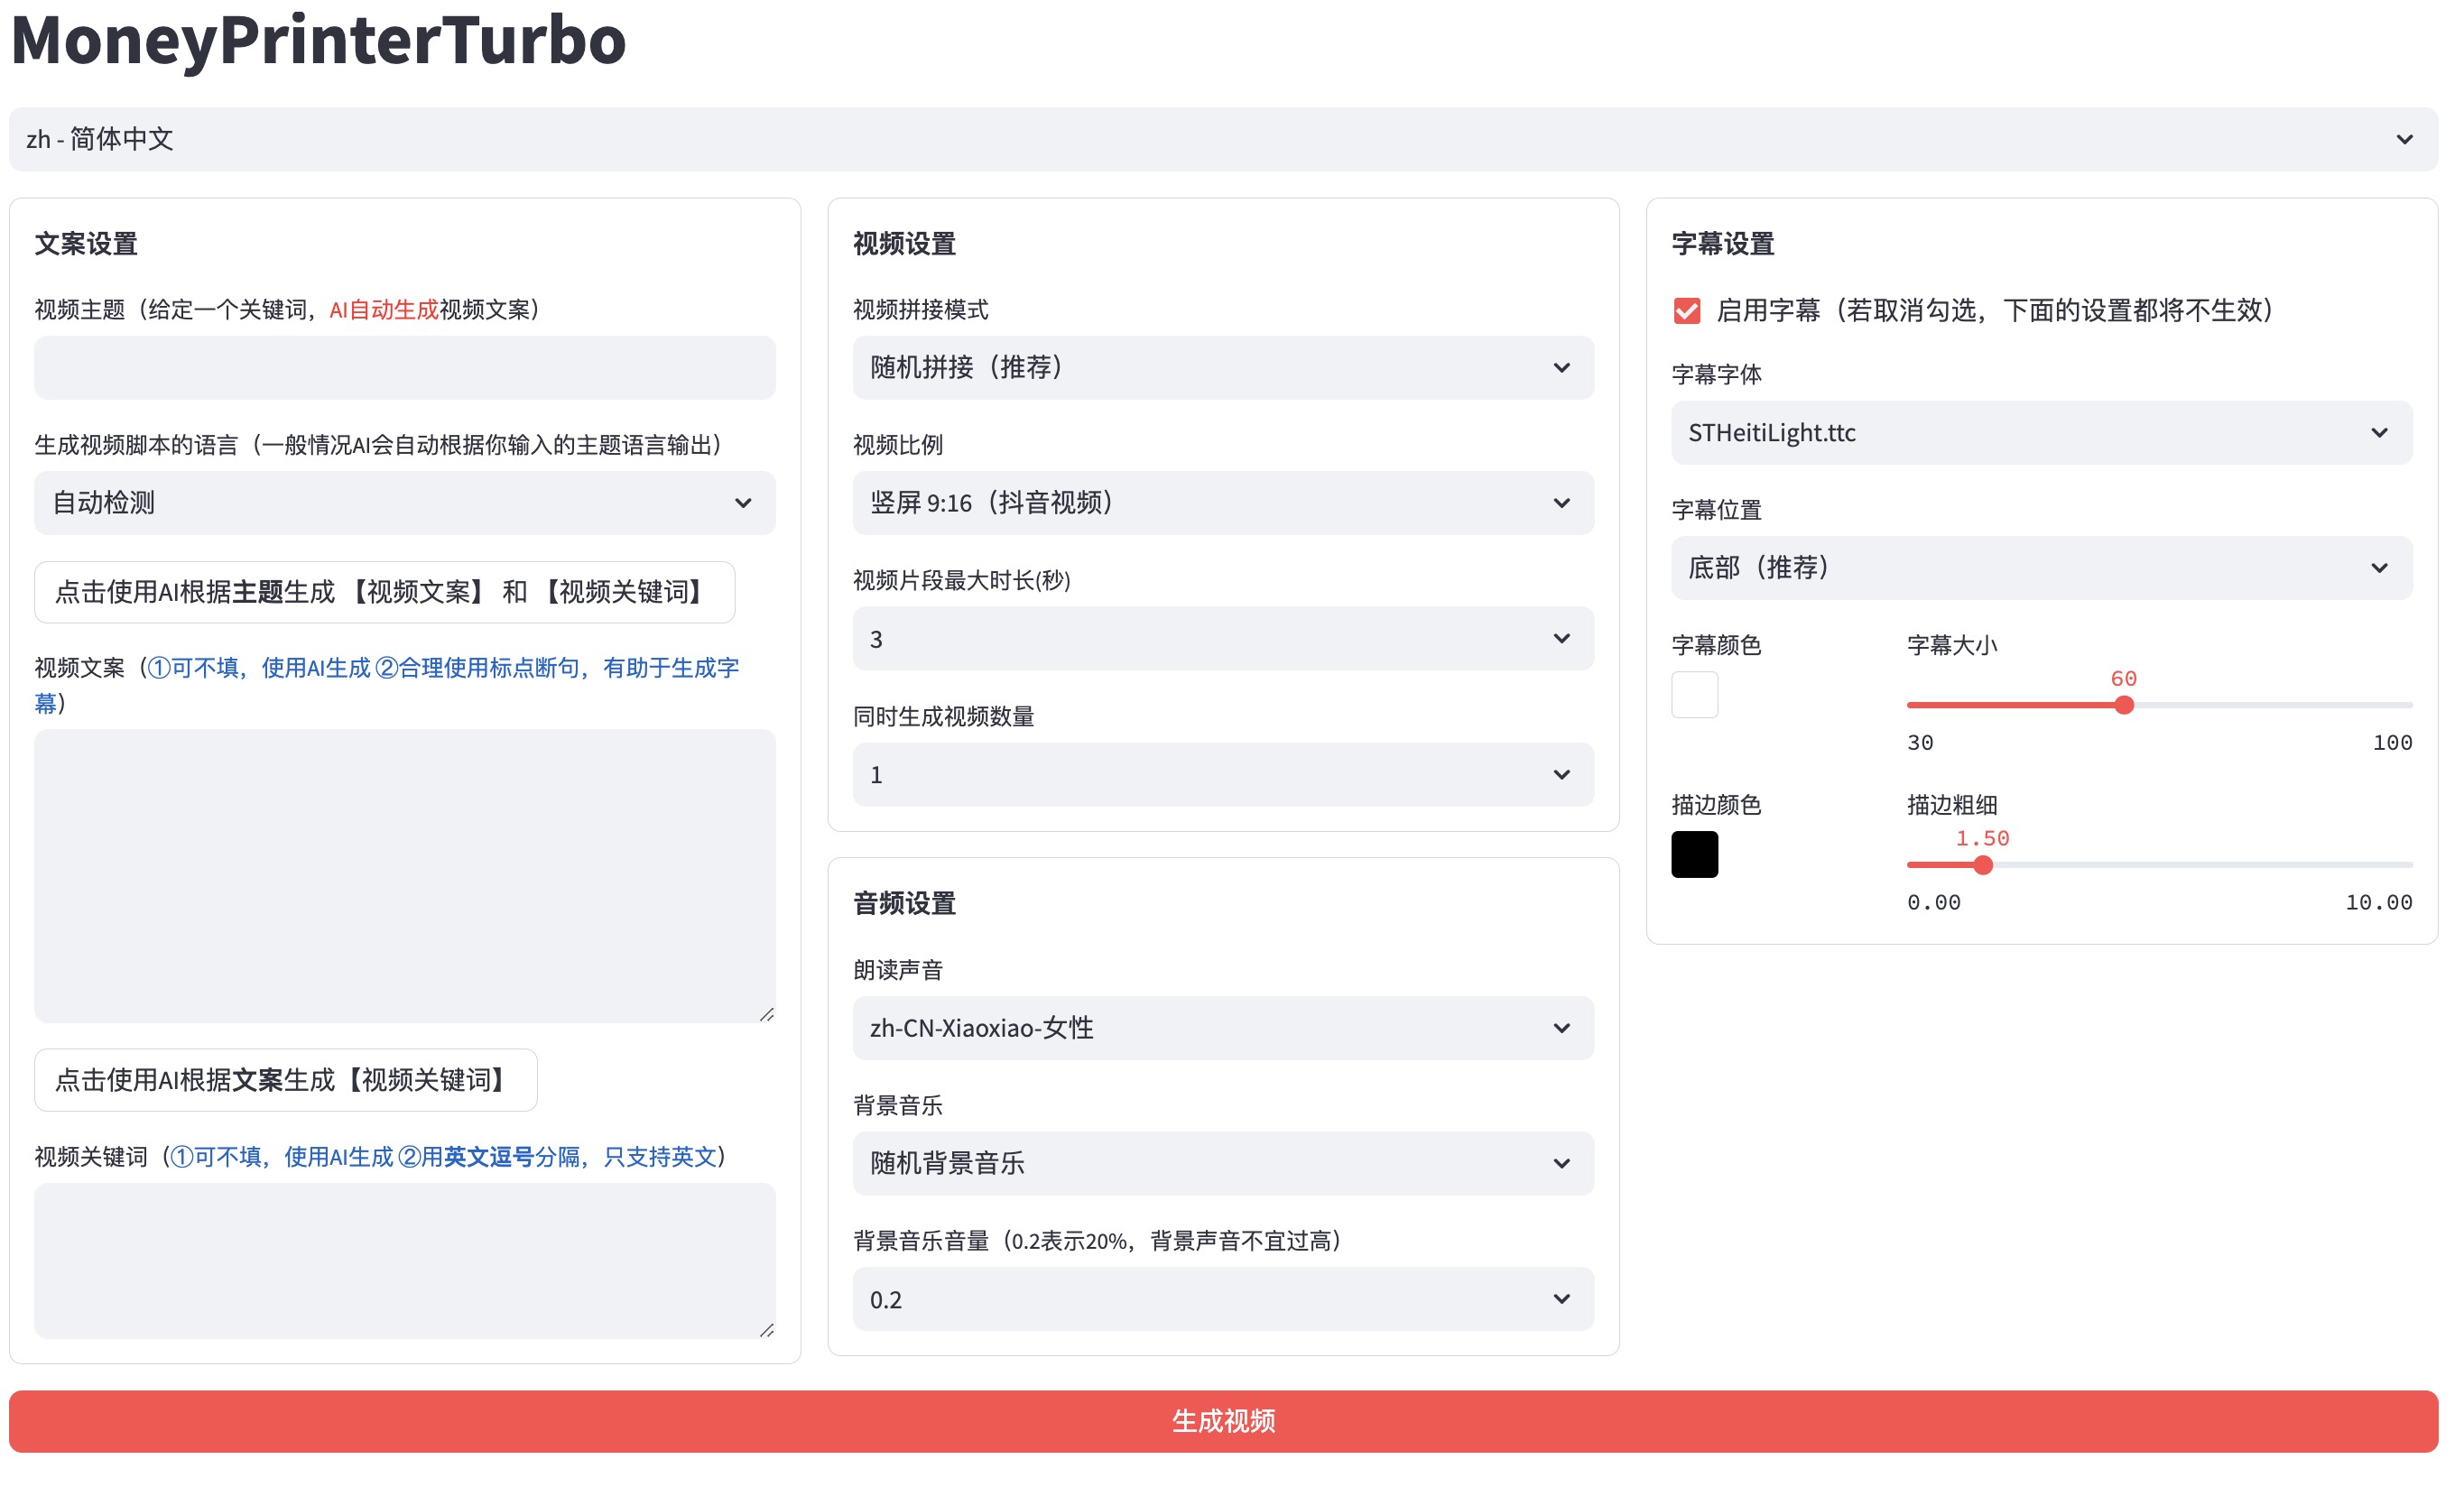 MoneyPrinterTurbo
zh - 简体中文
文案设置
视频主题（给定一个关键词，AI自动生成视频文案）
生成视频脚本的语言（一般情况AI会自动根据你输入的主题语言输出）
自动检测
点击使用AI根据主题生成 【视频文案】 和 【视频关键词】
视频文案（①可不填，使用AI生成 ②合理使用标点断句，有助于生成字
幕）
点击使用AI根据文案生成【视频关键词】
视频关键词（①可不填，使用AI生成 ②用英文逗号分隔，只支持英文）
视频设置
视频拼接模式
随机拼接（推荐）
视频比例
竖屏 9:16（抖音视频）
视频片段最大时长(秒)
3
同时生成视频数量
1
音频设置
朗读声音
zh-CN-Xiaoxiao-女性
背景音乐
随机背景音乐
背景音乐音量（0.2表示20%，背景声音不宜过高）
0.2
字幕设置
启用字幕（若取消勾选，下面的设置都将不生效）
字幕字体
STHeitiLight.ttc
字幕位置
底部（推荐）
字幕颜色
字幕大小
60
30
100
描边颜色
描边粗细
1.50
0.00
10.00
生成视频